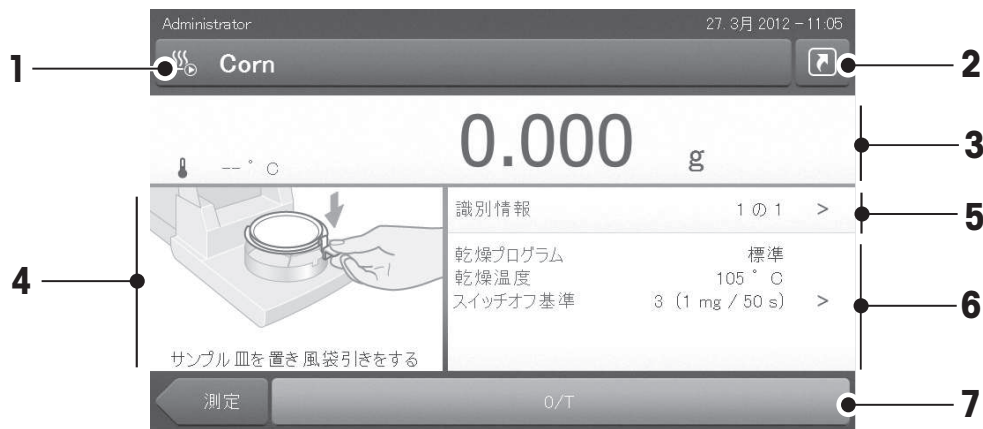 Administrator 27. 3月 2012 - 11:05
1 Corn 2
0.000 g 3
--°C
識別情報 1 の 1 > 5
乾燥プログラム 標準
4 乾燥温度 105°C
スイッチオフ基準 3 (1 mg / 50 s) > 6
サンプル皿を置き風袋引きをする
測定 0/T 7